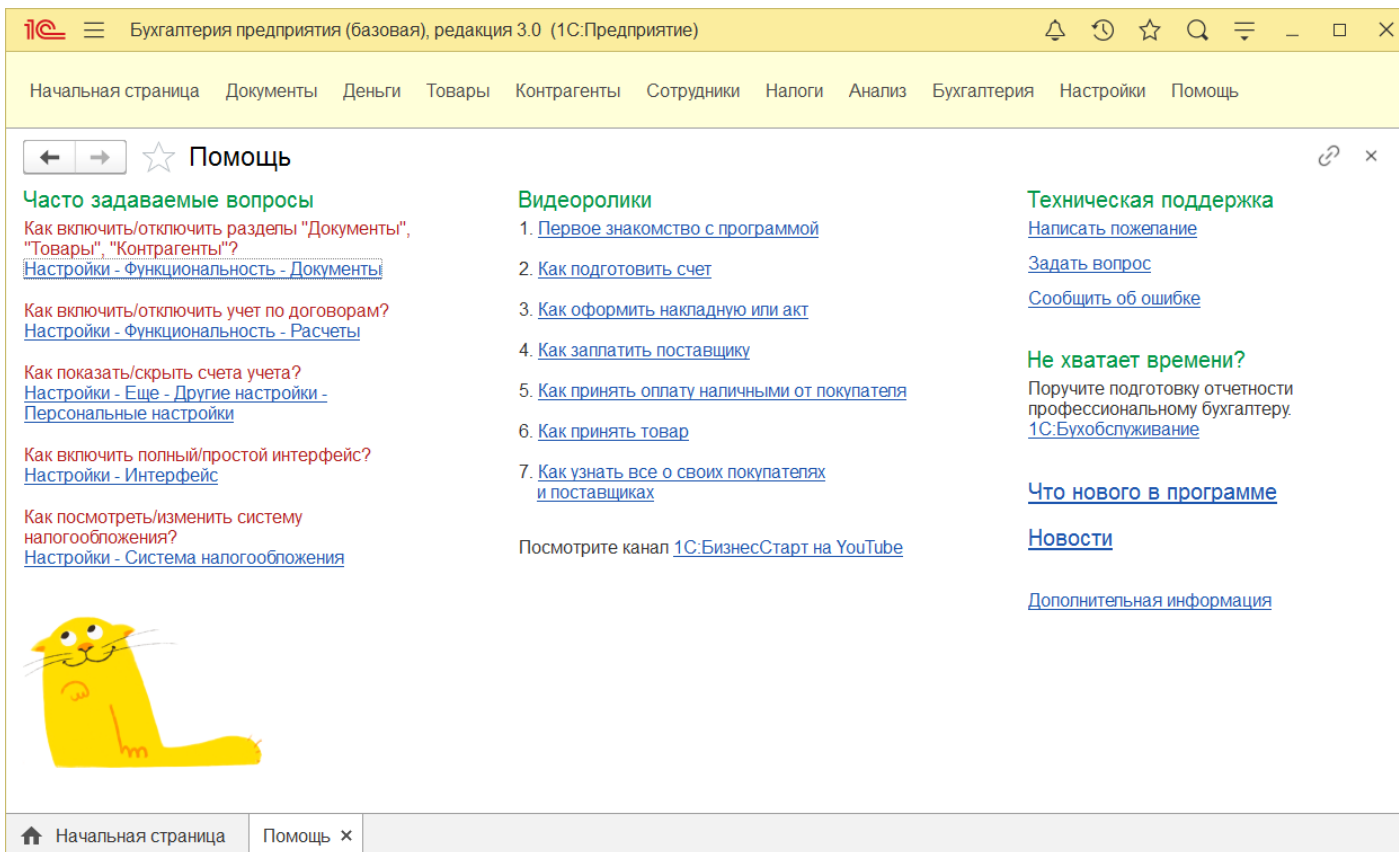 1С Бухгалтерия предприятия (базовая), редакция 3.0 (1С:Предприятие)
Начальная страница Документы Деньги Товары Контрагенты Сотрудники Налоги Анализ Бухгалтерия Настройки Помощь
Помощь
Часто задаваемые вопросы
Как включить/отключить разделы "Документы",
"Товары", "Контрагенты"?
Настройки - Функциональность - Документы
Как включить/отключить учет по договорам?
Настройки - Функциональность - Расчеты
Как показать/скрыть счета учета?
Настройки - Еще - Другие настройки -
Персональные настройки
Как включить полный/простой интерфейс?
Настройки - Интерфейс
Как посмотреть/изменить систему
налогообложения?
Настройки - Система налогообложения
Видеоролики
1. Первое знакомство с программой
2. Как подготовить счет
3. Как оформить накладную или акт
4. Как заплатить поставщику
5. Как принять оплату наличными от покупателя
6. Как принять товар
7. Как узнать все о своих покупателях
и поставщиках
Посмотрите канал 1С:БизнесСтарт на YouTube
Техническая поддержка
Написать пожелание
Задать вопрос
Сообщить об ошибке
Не хватает времени?
Поручите подготовку отчетности
профессиональному бухгалтеру.
1С:Бухобслуживание
Что нового в программе
Новости
Дополнительная информация
Начальная страница Помощь